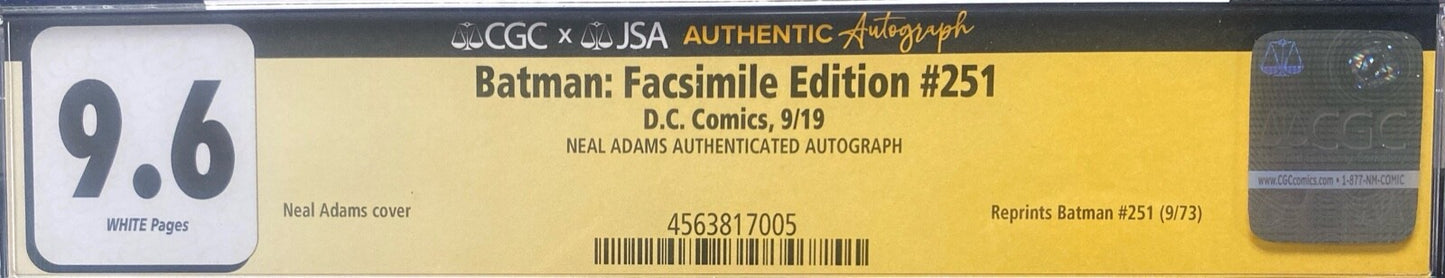 CGC x JSA AUTHENTIC Autograph
Batman: Facsimile Edition #251
D.C. Comics, 9/19
NEAL ADAMS AUTHENTICATED AUTOGRAPH
9.6
WHITE Pages
Neal Adams cover
4563817005
Reprints Batman #251 (9/73)
CGC
www.CGCcomics.com • 1-877-NM-COMIC